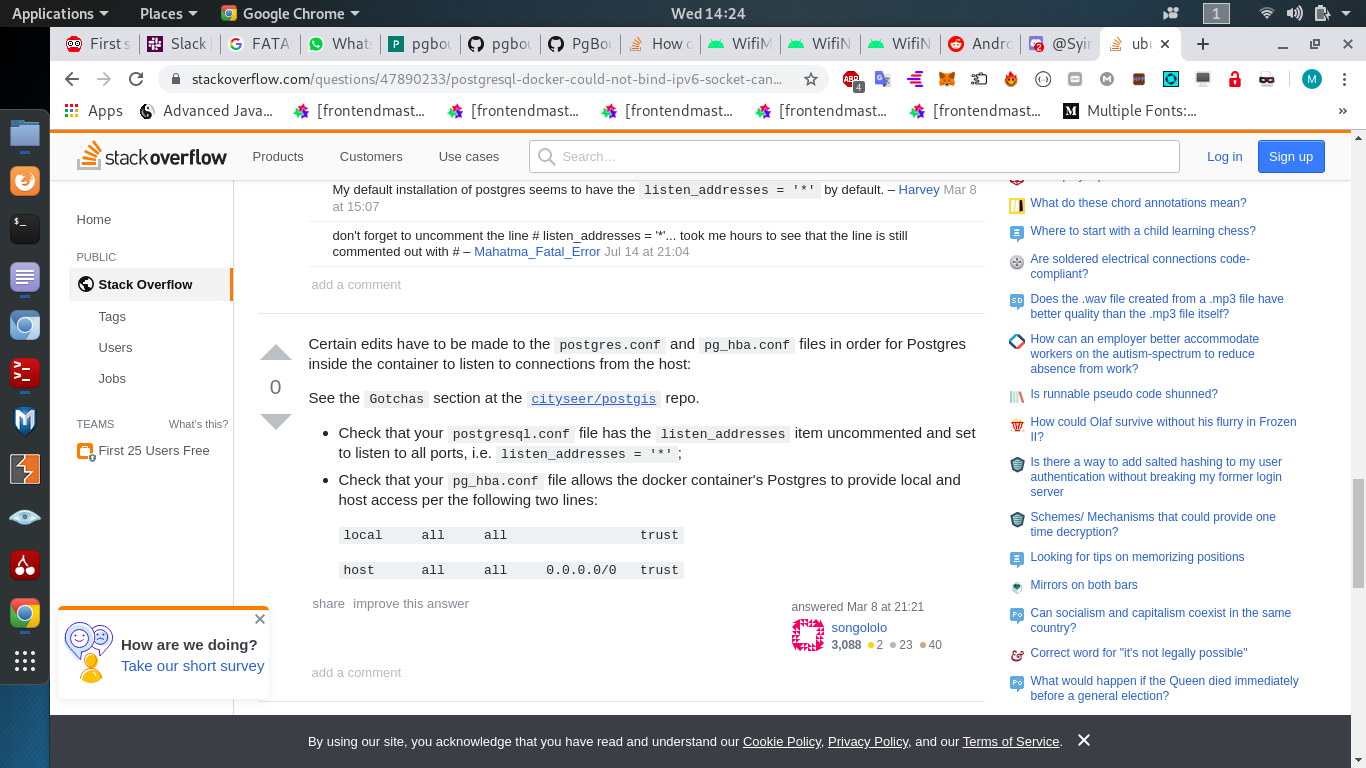 Applications Places Google Chrome Wed 14:24 1
First s Slack FATA Whats pgbou pgbou PgBou How c WifiM WifiN WifiN Andro @Syin ubu
stackoverflow.com/questions/47890233/postgresql-docker-could-not-bind-ipv6-socket-can... 4 M
Apps Advanced Java... [frontendmast... [frontendmast... [frontendmast... [frontendmast... [frontendmast... Multiple Fonts:... »
stackoverflow Products Customers Use cases Search... Log in Sign up
My default installation of postgres seems to have the listen_addresses = '*' by default. – Harvey Mar 8
at 15:07
don't forget to uncomment the line # listen_addresses = '*'... took me hours to see that the line is still
commented out with # – Mahatma_Fatal_Error Jul 14 at 21:04
add a comment
Home
PUBLIC
Stack Overflow
Tags
Users
Jobs
TEAMS What's this?
First 25 Users Free
0
Certain edits have to be made to the postgres.conf and pg_hba.conf files in order for Postgres
inside the container to listen to connections from the host:
See the Gotchas section at the cityseer/postgis repo.
• Check that your postgresql.conf file has the listen_addresses item uncommented and set
to listen to all ports, i.e. listen_addresses = '*' ;
• Check that your pg_hba.conf file allows the docker container's Postgres to provide local and
host access per the following two lines:
local all all trust
host all all 0.0.0.0/0 trust
share improve this answer
answered Mar 8 at 21:21
songololo
3,088 2 23 40
add a comment
What do these chord annotations mean?
Where to start with a child learning chess?
Are soldered electrical connections code-
compliant?
Does the .wav file created from a .mp3 file have
better quality than the .mp3 file itself?
How can an employer better accommodate
workers on the autism-spectrum to reduce
absence from work?
Is runnable pseudo code shunned?
How could Olaf survive without his flurry in Frozen
II?
Is there a way to add salted hashing to my user
authentication without breaking my former login
server
Schemes/ Mechanisms that could provide one
time decryption?
Looking for tips on memorizing positions
Mirrors on both bars
Can socialism and capitalism coexist in the same
country?
Correct word for "it's not legally possible"
What would happen if the Queen died immediately
before a general election?
How are we doing?
Take our short survey
By using our site, you acknowledge that you have read and understand our Cookie Policy, Privacy Policy, and our Terms of Service.